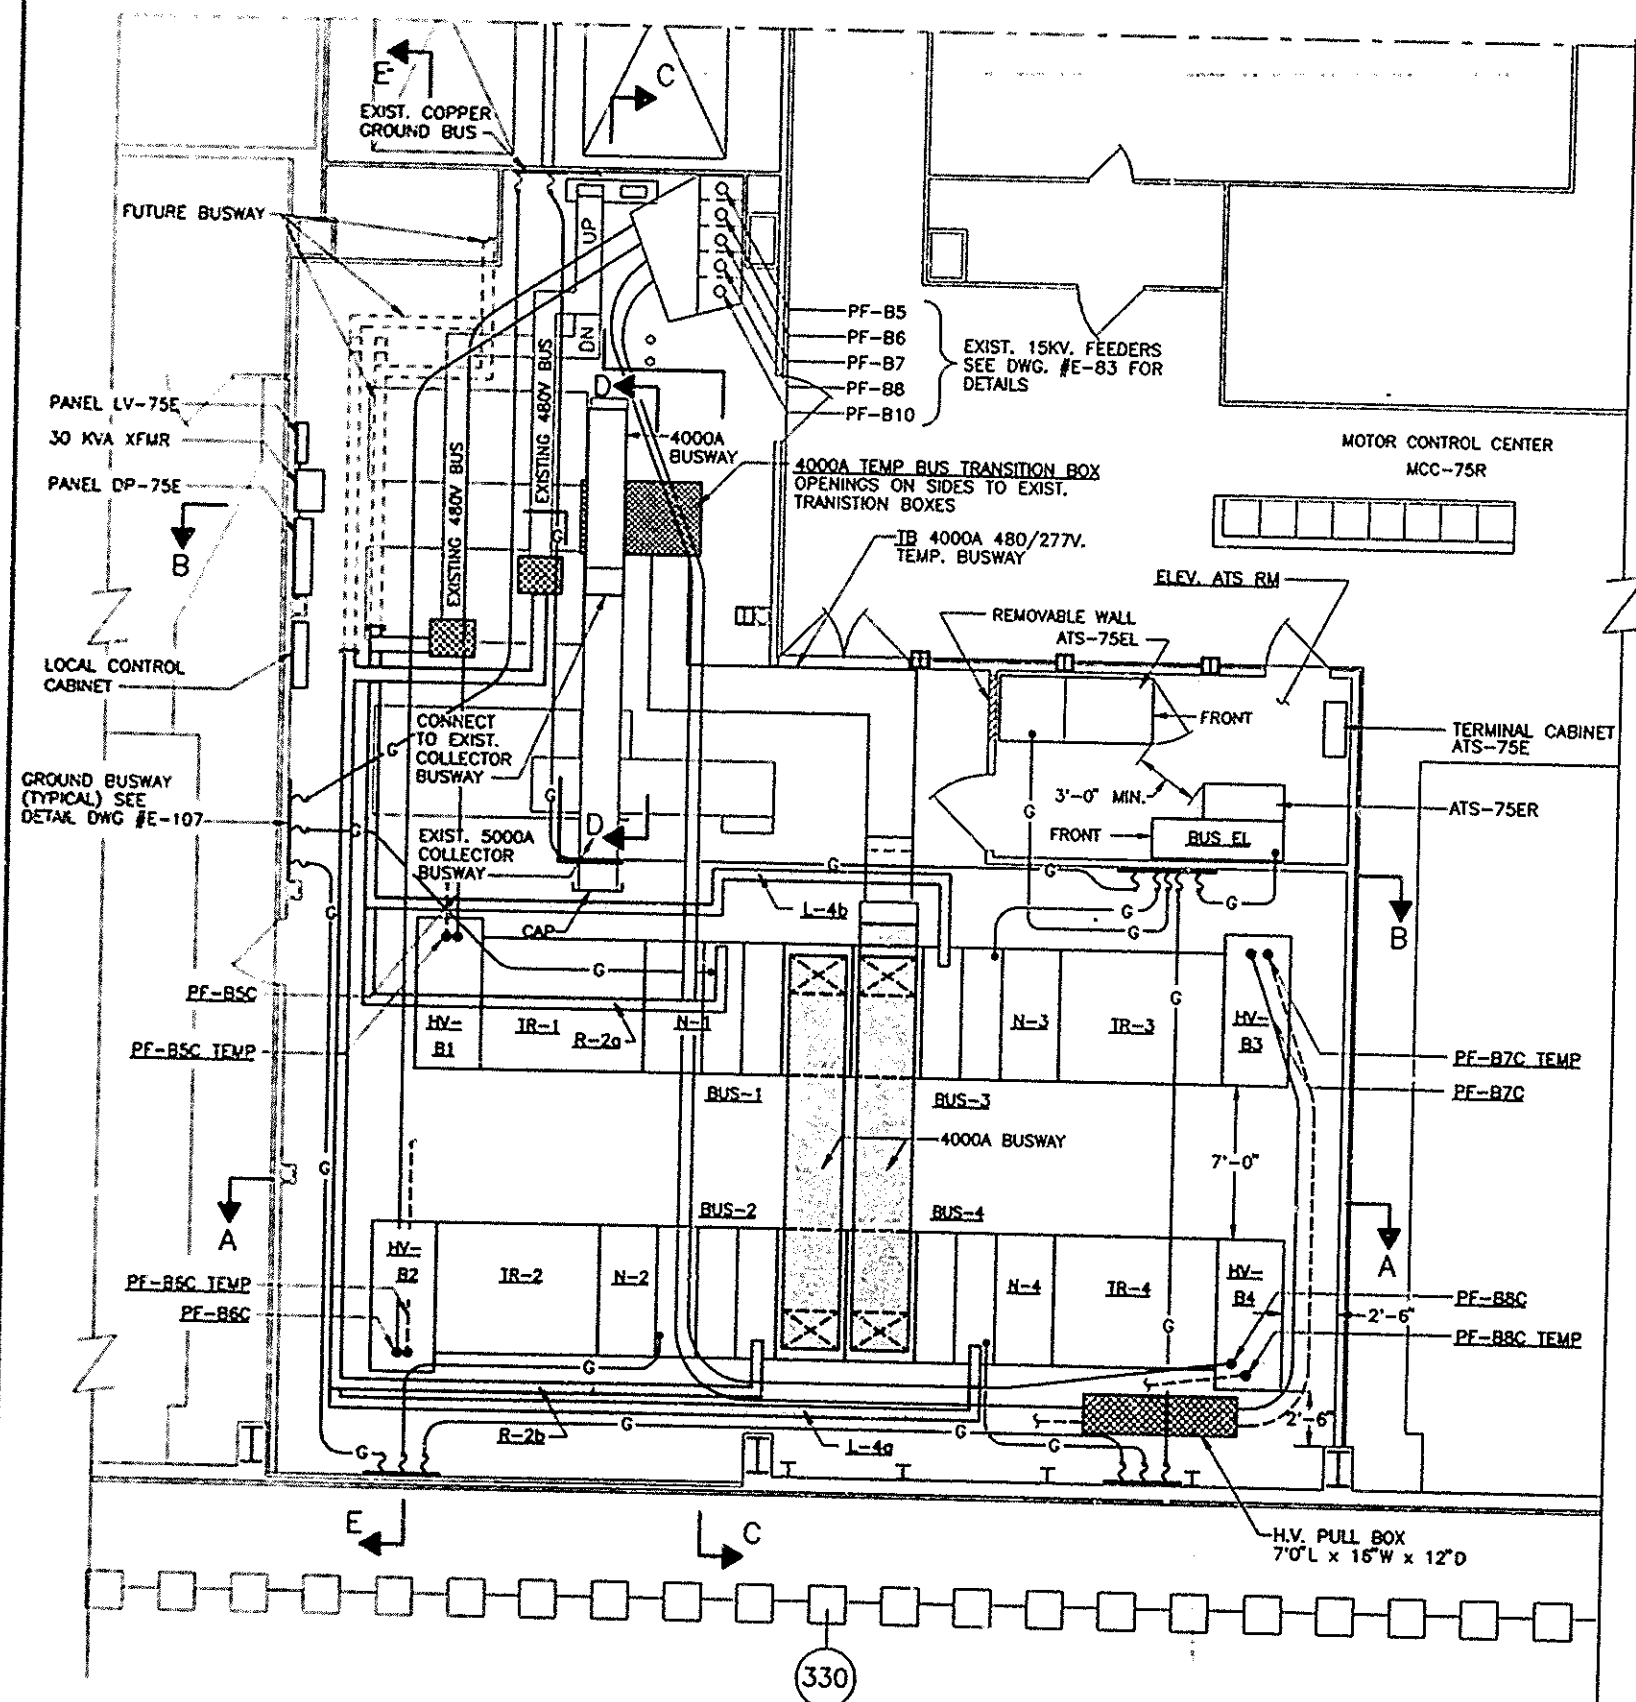 E
C
EXIST. COPPER
GROUND BUS
FUTURE BUSWAY
UP
DN
PF-B5
PF-B6
PF-B7
PF-B8
PF-B10
EXIST. 15KV. FEEDERS
SEE DWG. #E-83 FOR
DETAILS
PANEL LV-75E
30 KVA XFMR
PANEL DP-75E
B
EXISTING 480V BUS
EXISTING 480V BUS
D
4000A
BUSWAY
4000A TEMP BUS TRANSITION BOX
OPENINGS ON SIDES TO EXIST.
TRANISTION BOXES
MOTOR CONTROL CENTER
MCC-75R
G
TB 4000A 480/277V.
TEMP. BUSWAY
ELEV. ATS RM
REMOVABLE WALL
ATS-75EL
LOCAL CONTROL
CABINET
FRONT
TERMINAL CABINET
ATS-75E
CONNECT
TO EXIST.
COLLECTOR
BUSWAY
G
GROUND BUSWAY
(TYPICAL) SEE
DETAIL DWG #E-107
G
G
3'-0" MIN.
ATS-75ER
G
FRONT
BUS EL
EXIST. 5000A
COLLECTOR
BUSWAY
D
G
G
L-4b
G
G
G
G
CAP
B
G
PF-B5C
G
HV-
B1
TR-1
R-2a
N-1
N-3
TR-3
HV-
B3
PF-B5C TEMP
PF-B7C TEMP
PF-B7C
BUS-1
BUS-3
4000A BUSWAY
7'-0"
G
A
BUS-2
BUS-4
A
HV-
B2
TR-2
N-2
N-4
TR-4
HV-
B4
PF-B6C TEMP
PF-B6C
PF-B8C
2'-6"
PF-B8C TEMP
G
G
G
R-2b
L-4a
G
G
G
2'-6"
E
C
H.V. PULL BOX
7'0"L x 15"W x 12"D
330